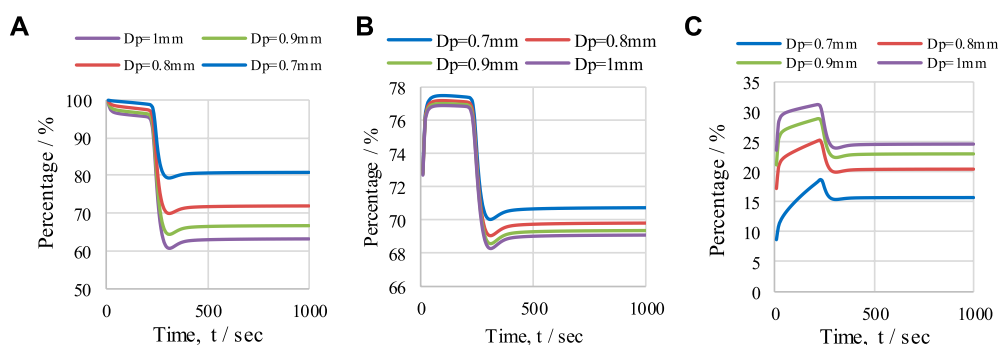 A
Dp=1mm Dp=0.9mm
Dp=0.8mm Dp=0.7mm
Percentage / %
100
90
80
70
60
50
0 500 1000
Time, t / sec
B
Dp=0.7mm Dp=0.8mm
Dp=0.9mm Dp=1mm
Percentage / %
78
76
74
72
70
68
66
0 500 1000
Time, t / sec
C
Dp=0.7mm Dp=0.8mm
Dp=0.9mm Dp=1mm
Percentage / %
35
30
25
20
15
10
5
0
0 500 1000
Time, t / sec